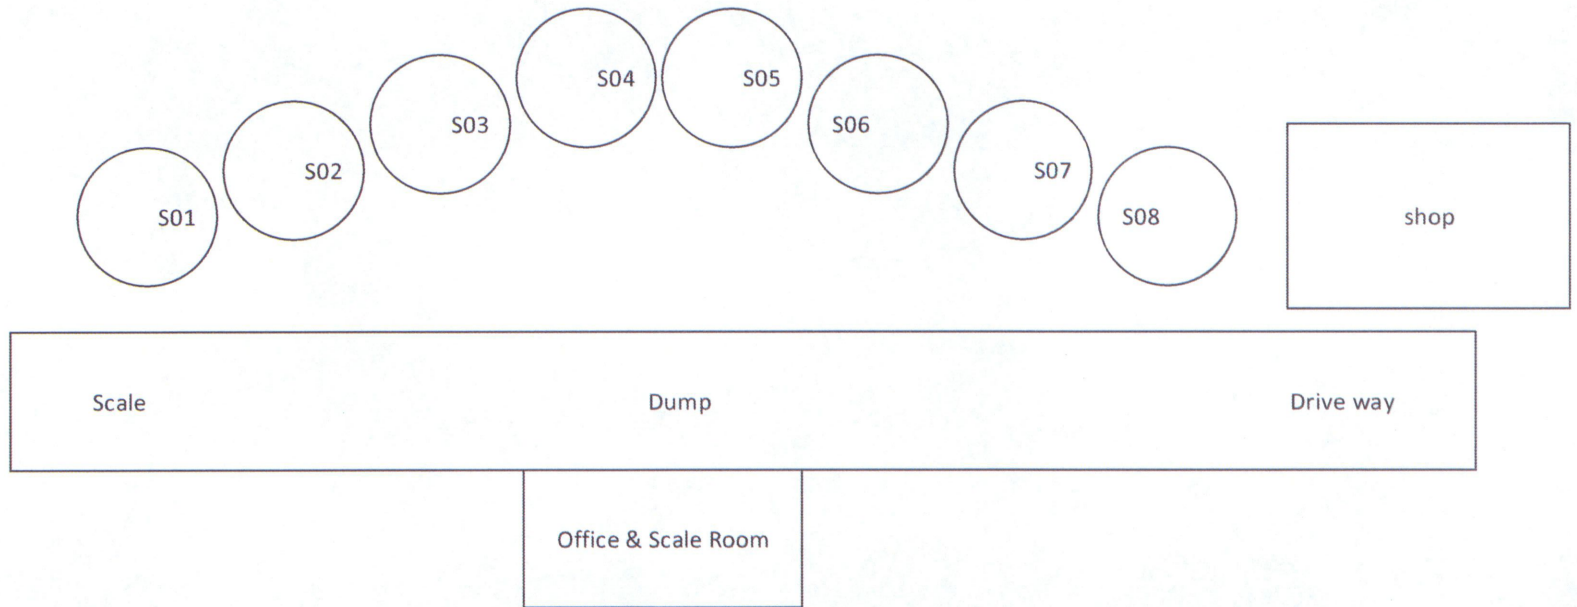 S01
S02
S03
S04
S05
S06
S07
S08
shop
Scale
Dump
Drive way
Office & Scale Room